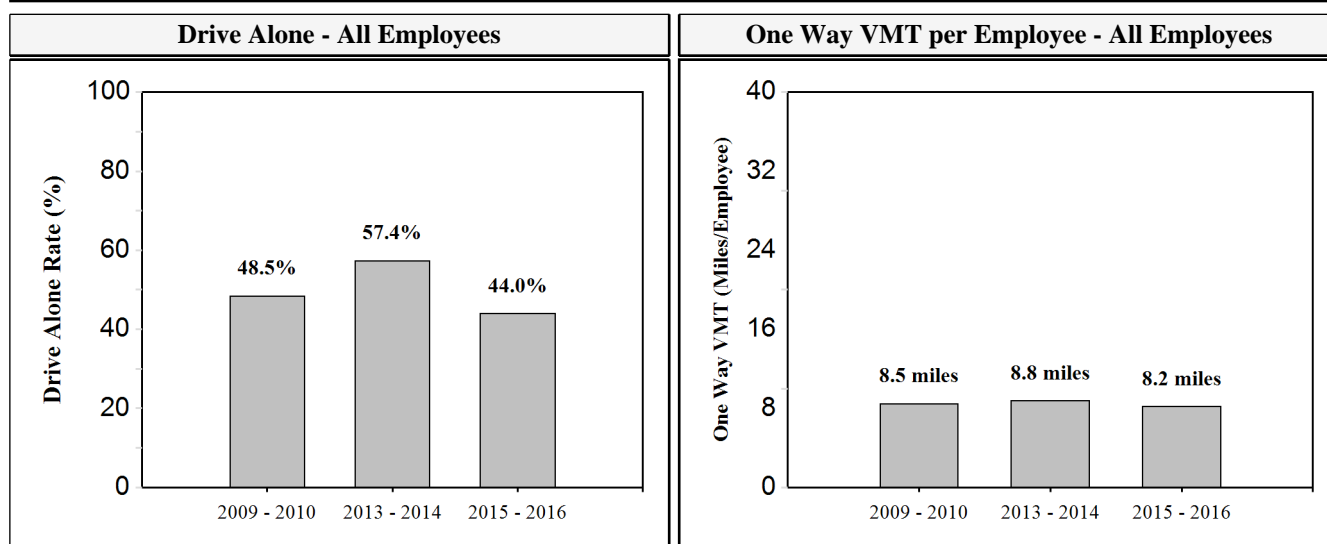 Drive Alone - All Employees
One Way VMT per Employee - All Employees
Drive Alone Rate (%)
100
80
60
40
20
0
48.5%
57.4%
44.0%
2009 - 2010
2013 - 2014
2015 - 2016
One Way VMT (Miles/Employee)
40
32
24
16
8
0
8.5 miles
8.8 miles
8.2 miles
2009 - 2010
2013 - 2014
2015 - 2016